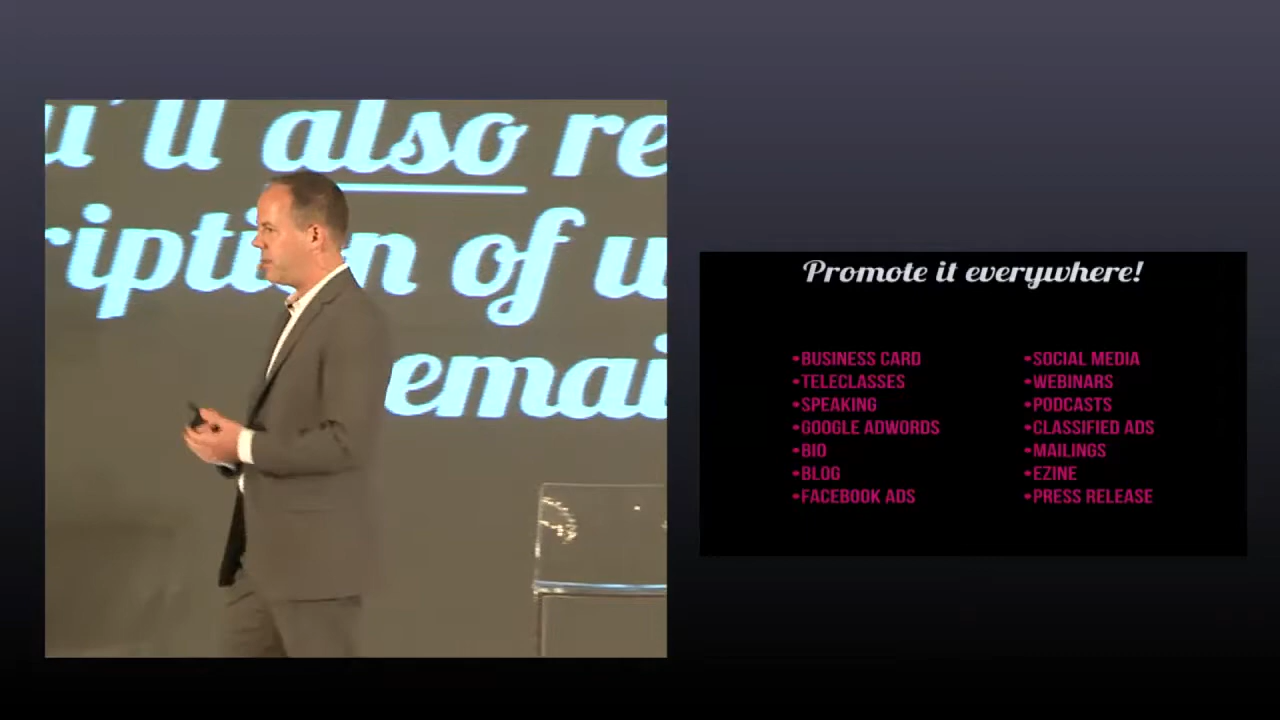 u'll also re
ription of u
emai
Promote it everywhere!
•BUSINESS CARD
•TELECLASSES
•SPEAKING
•GOOGLE ADWORDS
•BIO
•BLOG
•FACEBOOK ADS
•SOCIAL MEDIA
•WEBINARS
•PODCASTS
•CLASSIFIED ADS
•MAILINGS
•EZINE
•PRESS RELEASE